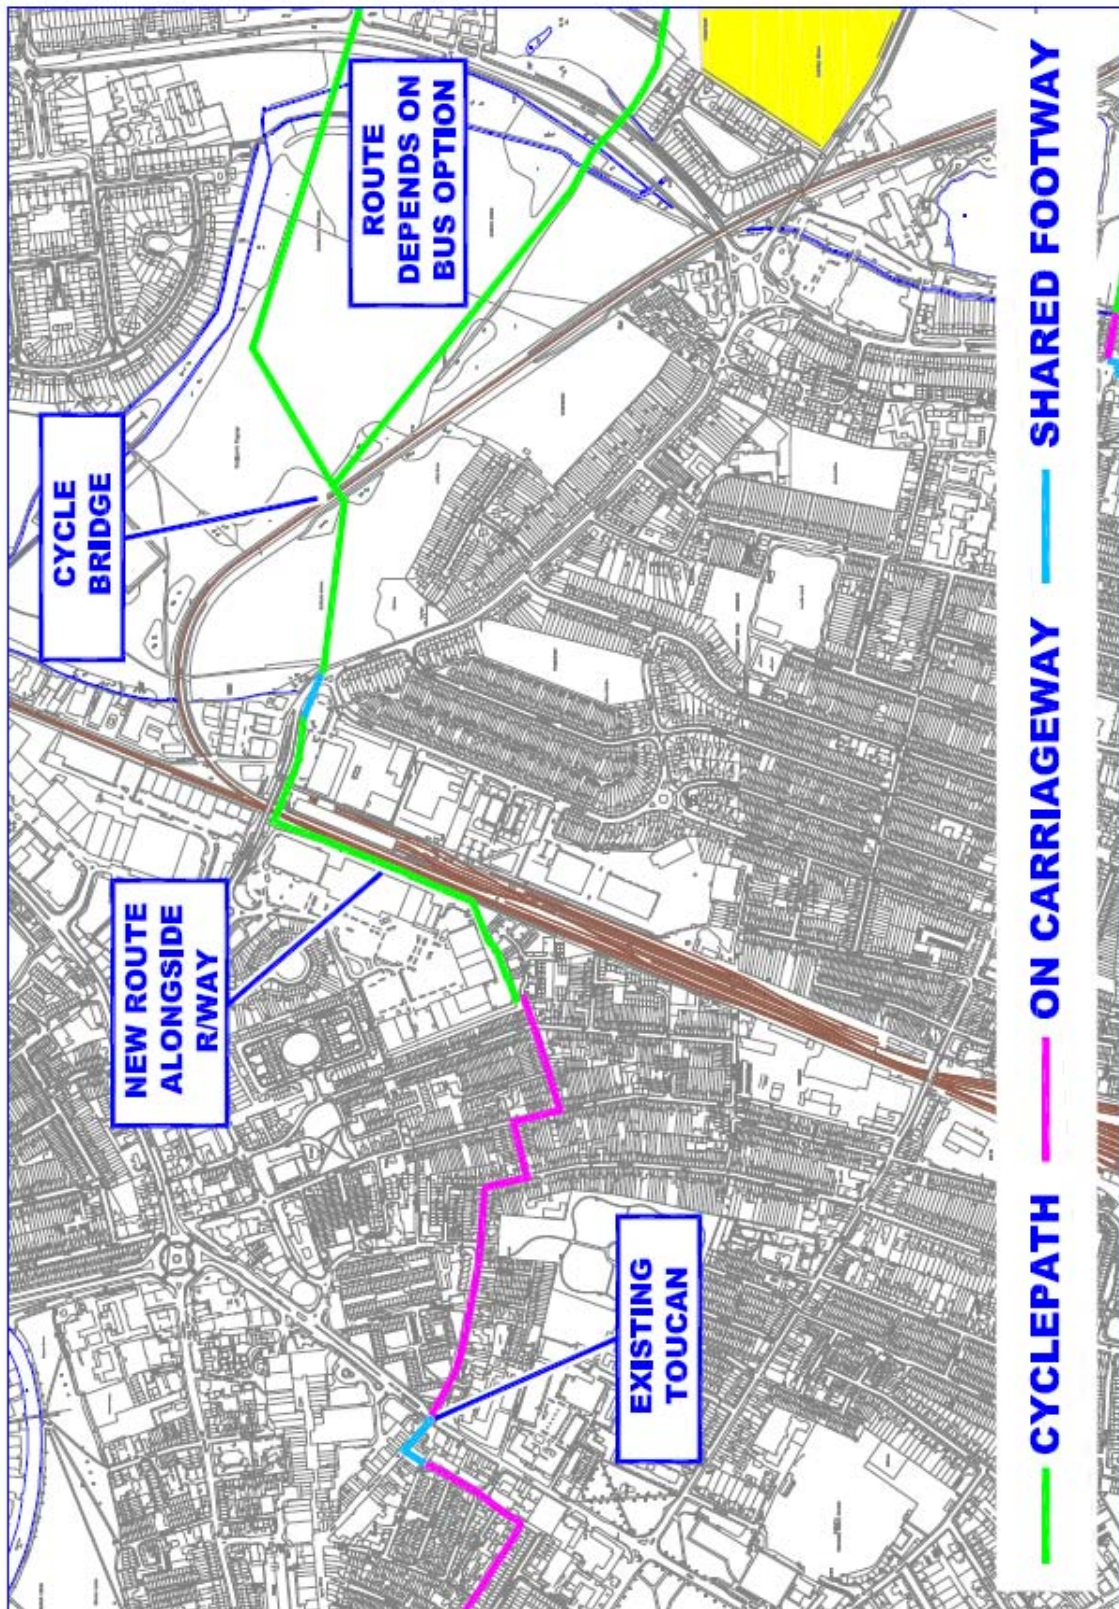 EXISTING
TOUCAN
NEW ROUTE
ALONGSIDE
R/WAY
CYCLE
BRIDGE
ROUTE
DEPENDS ON
BUS OPTION
CYCLEPATH
ON CARRIAGEWAY
SHARED FOOTWAY